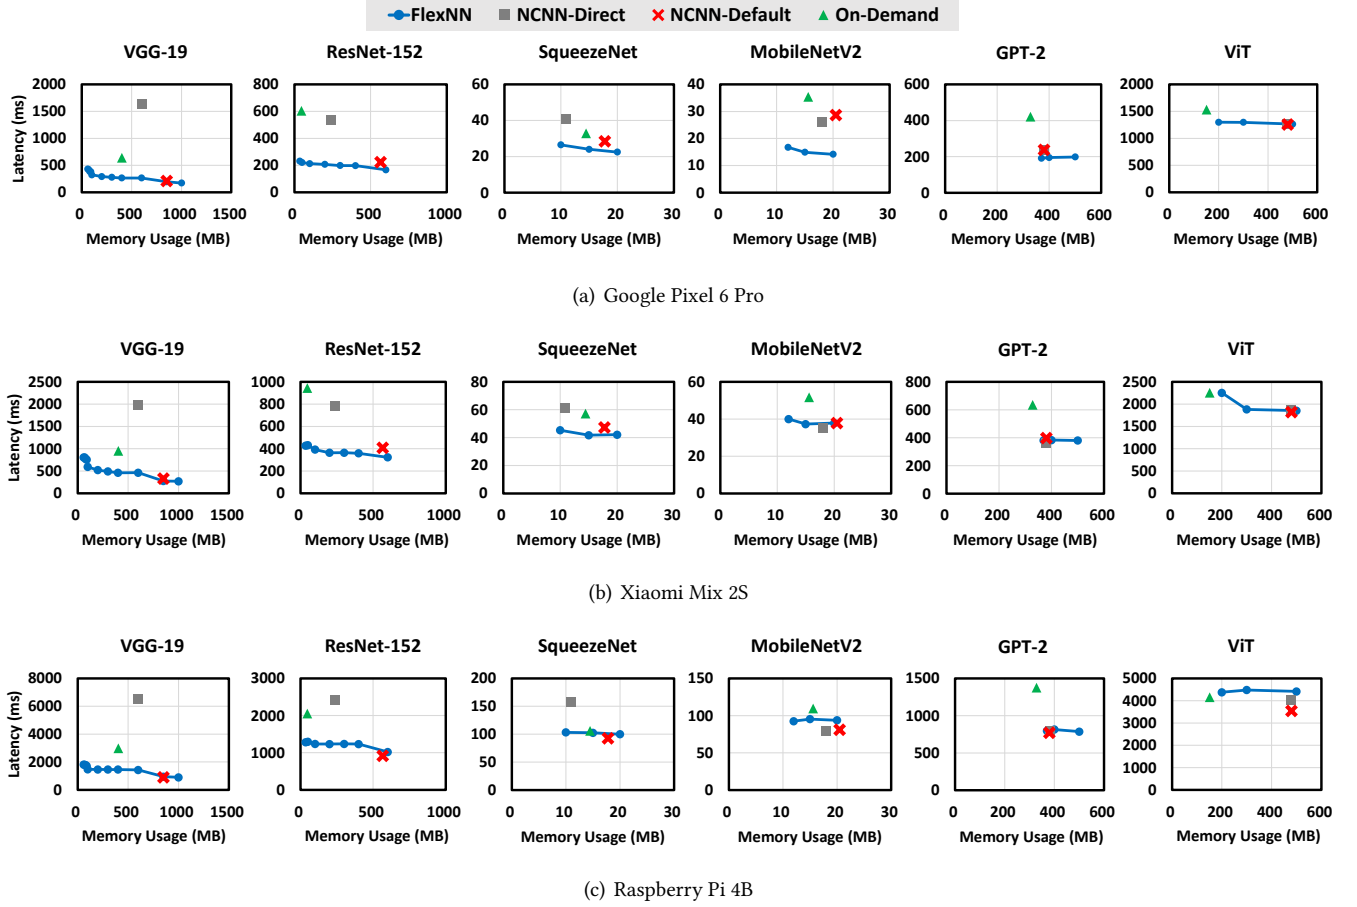 FlexNN NCNN-Direct NCNN-Default On-Demand
VGG-19 ResNet-152 SqueezeNet MobileNetV2 GPT-2 ViT
Latency (ms)
2000 800 60 40 600 2000
1500 600 40 30 400 1500
1000 400 20 20 200 1000
500 200 0 10 0 500
0 0 0 0
0 500 1000 1500 0 500 1000 0 10 20 30 0 10 20 30 0 200 400 600 0 200 400 600
Memory Usage (MB) Memory Usage (MB) Memory Usage (MB) Memory Usage (MB) Memory Usage (MB) Memory Usage (MB)
(a) Google Pixel 6 Pro
VGG-19 ResNet-152 SqueezeNet MobileNetV2 GPT-2 ViT
Latency (ms)
2500 1000 80 60 800 2500
2000 800 60 40 600 2000
1500 600 40 20 400 1500
1000 400 20 0 200 1000
500 200 0 0 500
0 0 0
0 500 1000 1500 0 500 1000 0 10 20 30 0 10 20 30 0 200 400 600 0 200 400 600
Memory Usage (MB) Memory Usage (MB) Memory Usage (MB) Memory Usage (MB) Memory Usage (MB) Memory Usage (MB)
(b) Xiaomi Mix 2S
VGG-19 ResNet-152 SqueezeNet MobileNetV2 GPT-2 ViT
Latency (ms)
8000 3000 200 150 1500 5000
6000 2000 150 100 1000 4000
4000 1000 100 50 500 3000
2000 0 50 0 0 2000
0 0 1000
0
0 500 1000 1500 0 500 1000 0 10 20 30 0 10 20 30 0 200 400 600 0 200 400 600
Memory Usage (MB) Memory Usage (MB) Memory Usage (MB) Memory Usage (MB) Memory Usage (MB) Memory Usage (MB)
(c) Raspberry Pi 4B